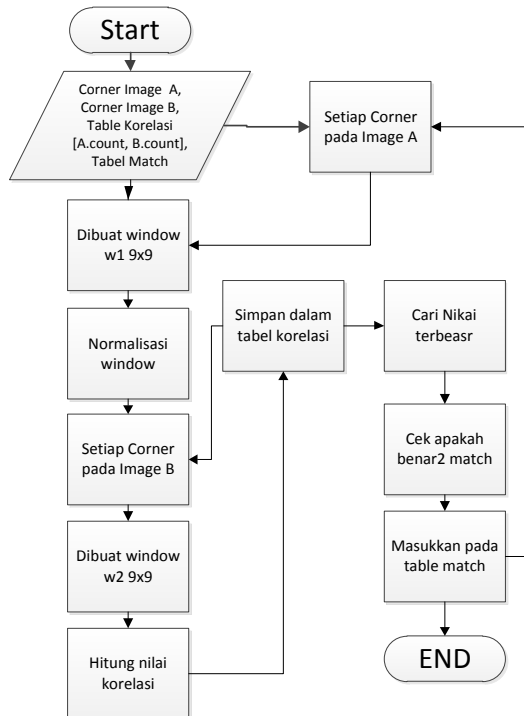 Start
Corner Image A,
Corner Image B,
Table Korelasi
[A.count, B.count],
Tabel Match
Setiap Corner
pada Image A
Dibuat window
w1 9x9
Normalisasi
window
Setiap Corner
pada Image B
Dibuat window
w2 9x9
Hitung nilai
korelasi
Simpan dalam
tabel korelasi
Cari Nikai
terbeasr
Cek apakah
benar2 match
Masukkan pada
table match
END